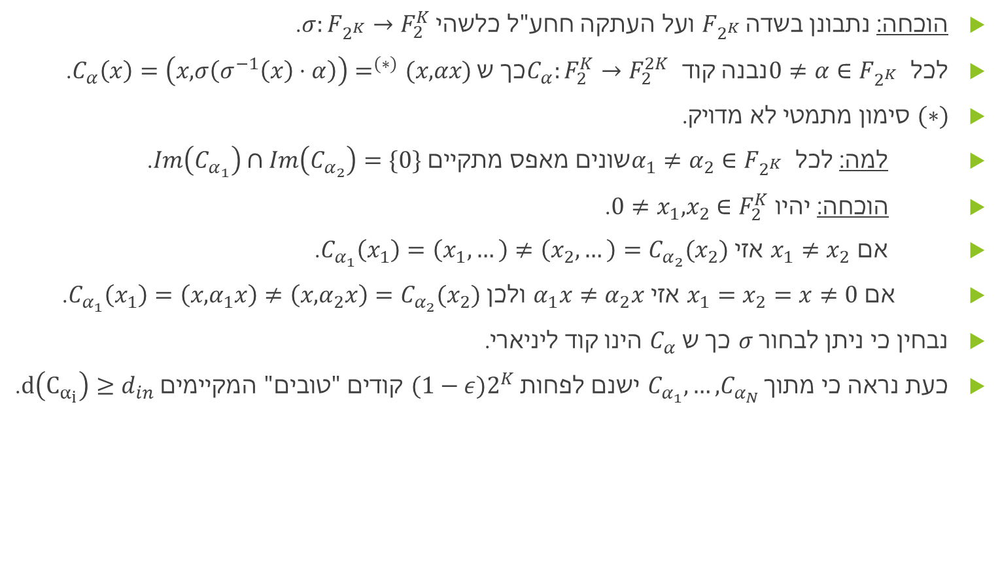 הוכחה: נתבונן בשדה $F_{2^K}$ ועל העתקה חחע"ל כלשהי $\sigma: F_{2^K} \rightarrow F_2^K$.
לכל $0 \neq \alpha \in F_{2^K}$ נבנה קוד $C_\alpha: F_2^K \rightarrow F_2^{2K}$ כך ש $C_\alpha(x) = \left(x, \sigma(\sigma^{-1}(x) \cdot \alpha)\right) =^{(*)} (x, \alpha x)$.
(∗) סימון מתמטי לא מדויק.
למה: לכל $\alpha_1 \neq \alpha_2 \in F_{2^K}$ שונים מאפס מתקיים $Im(C_{\alpha_1}) \cap Im(C_{\alpha_2}) = \{0\}$.
הוכחה: יהיו $0 \neq x_1, x_2 \in F_2^K$.
אם $x_1 \neq x_2$ אזי $C_{\alpha_1}(x_1) = (x_1, \dots) \neq (x_2, \dots) = C_{\alpha_2}(x_2)$.
אם $x_1 = x_2 = x \neq 0$ אזי $\alpha_1 x \neq \alpha_2 x$ ולכן $C_{\alpha_1}(x_1) = (x, \alpha_1 x) \neq (x, \alpha_2 x) = C_{\alpha_2}(x_2)$.
נבחין כי ניתן לבחור $\sigma$ כך ש $C_\alpha$ הינו קוד ליניארי.
כעת נראה כי מתוך $C_{\alpha_1}, \dots, C_{\alpha_N}$ ישנם לפחות $(1 - \epsilon)2^K$ קודים "טובים" המקיימים $d(C_{\alpha_i}) \geq d_{in}$.